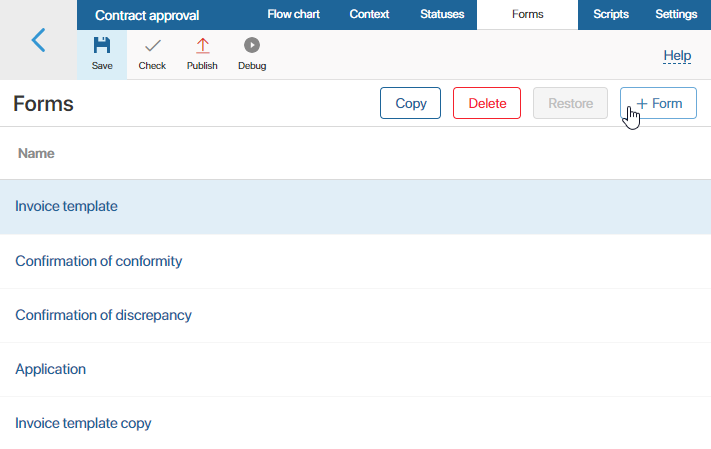 Contract approval Flow chart Context Statuses Forms Scripts Settings
Save Check Publish Debug Help
Forms Copy Delete Restore + Form
Name
Invoice template
Confirmation of conformity
Confirmation of discrepancy
Application
Invoice template copy